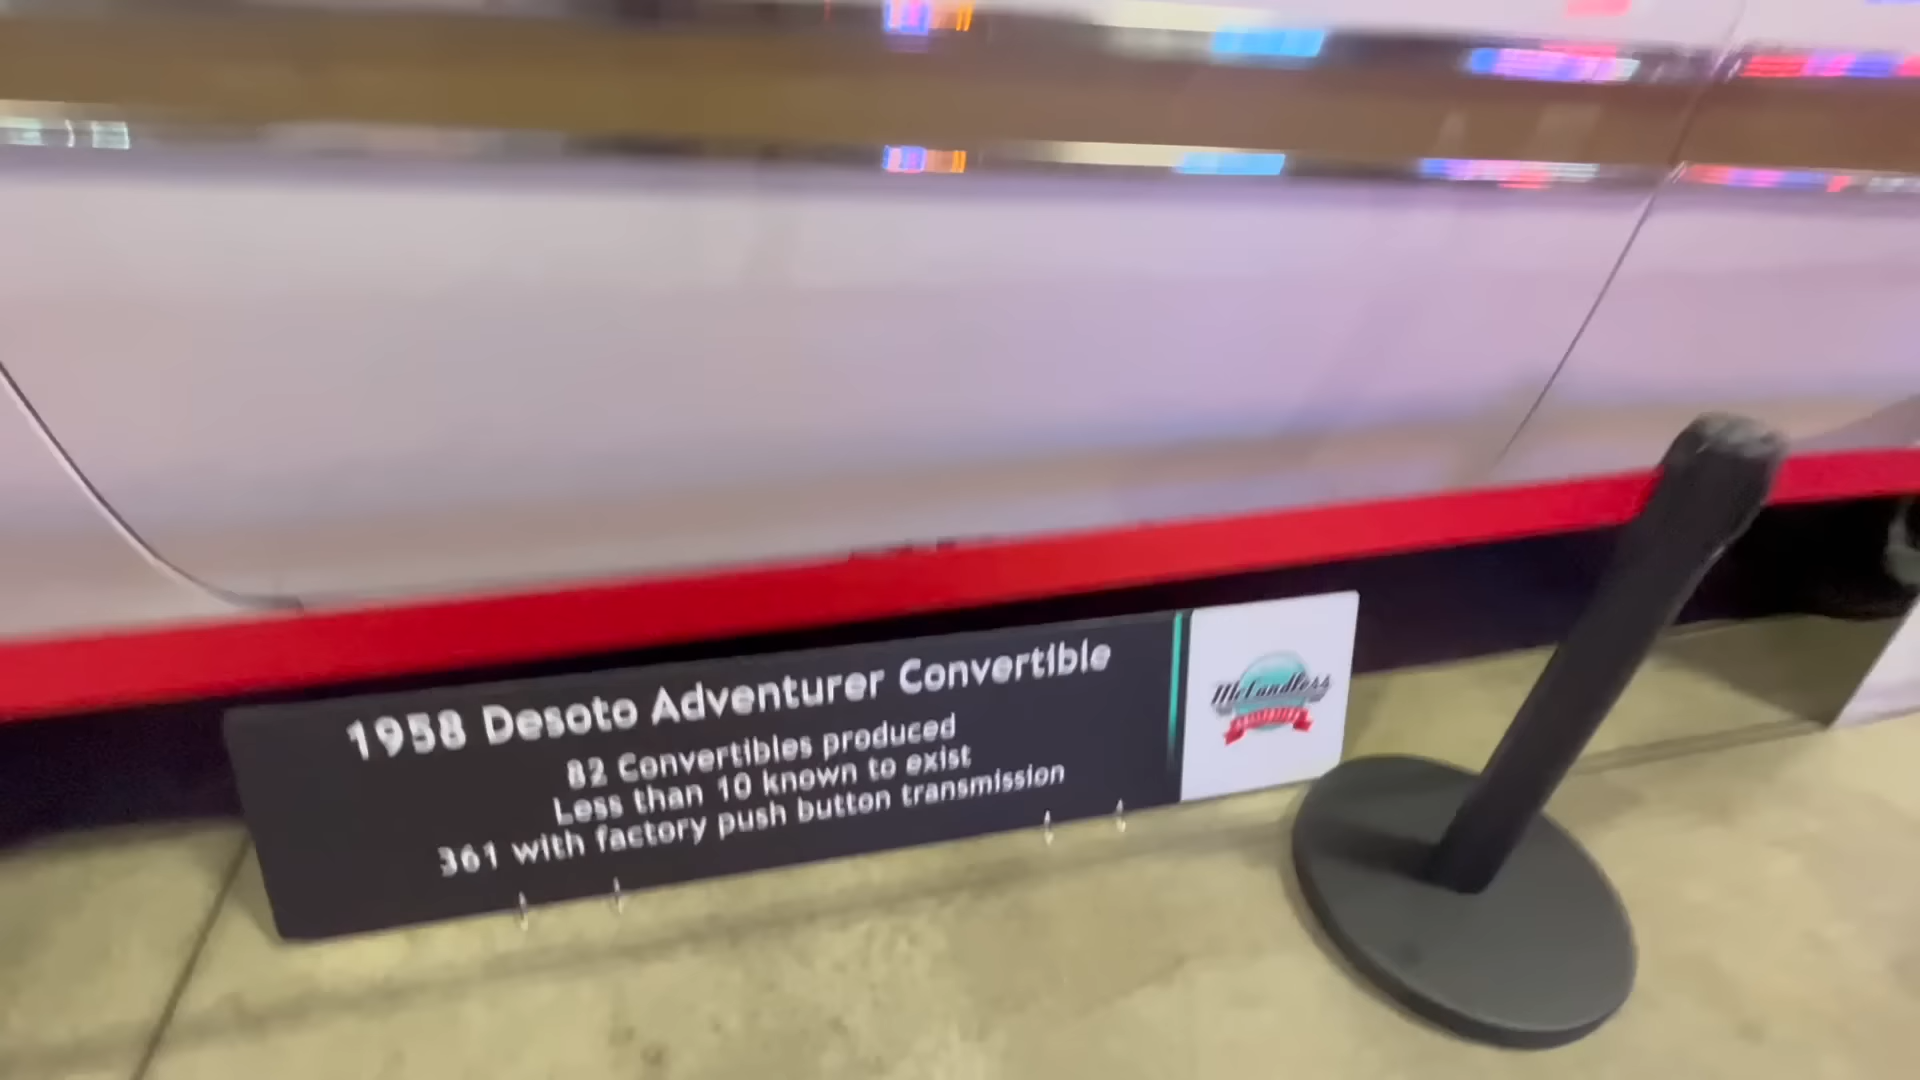 1958 Desoto Adventurer Convertible
82 Convertibles produced
Less than 10 known to exist
361 with factory push button transmission
McCandless